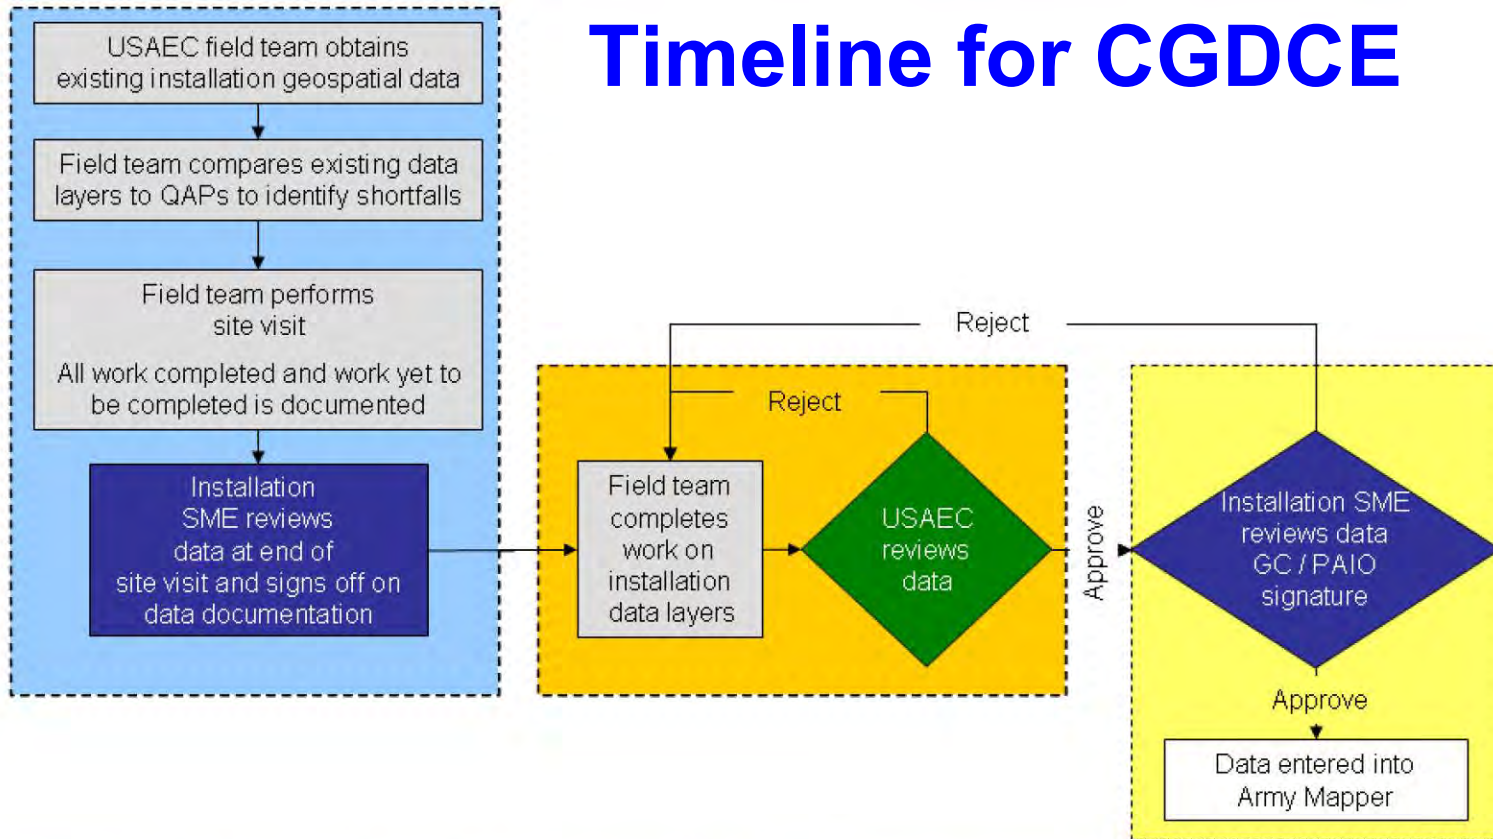 Timeline for CGDCE
USAEC field team obtains
existing installation geospatial data
Field team compares existing data
layers to QAPs to identify shortfalls
Field team performs
site visit
All work completed and work yet to
be completed is documented
Installation
SME reviews
data at end of
site visit and signs off on
data documentation
Reject
Reject
Field team
completes
work on
installation
data layers
USAEC
reviews
data
Approve
Installation SME
reviews data
GC / PAIO
signature
Approve
Data entered into
Army Mapper